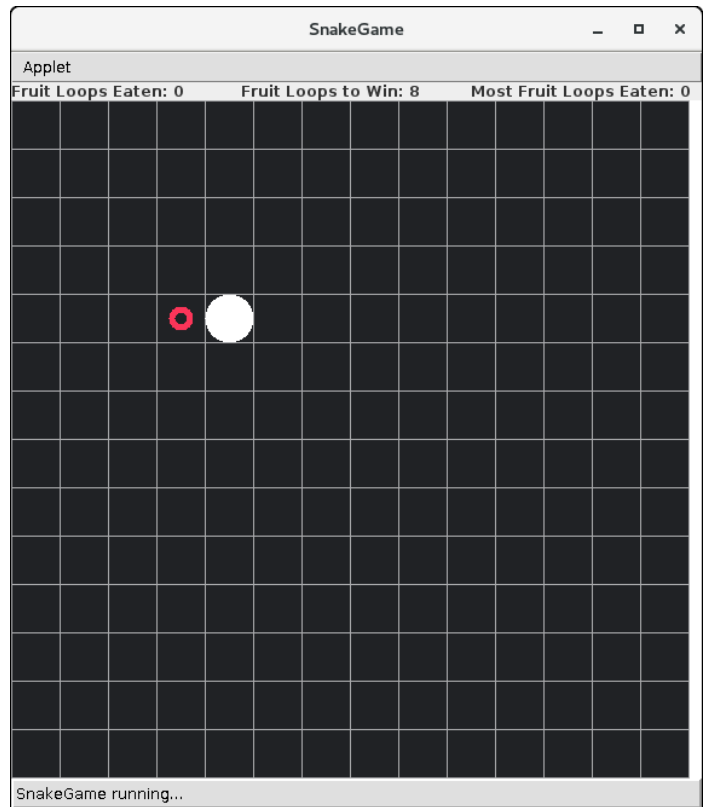 SnakeGame
Applet
Fruit Loops Eaten: 0 Fruit Loops to Win: 8 Most Fruit Loops Eaten: 0
SnakeGame running...